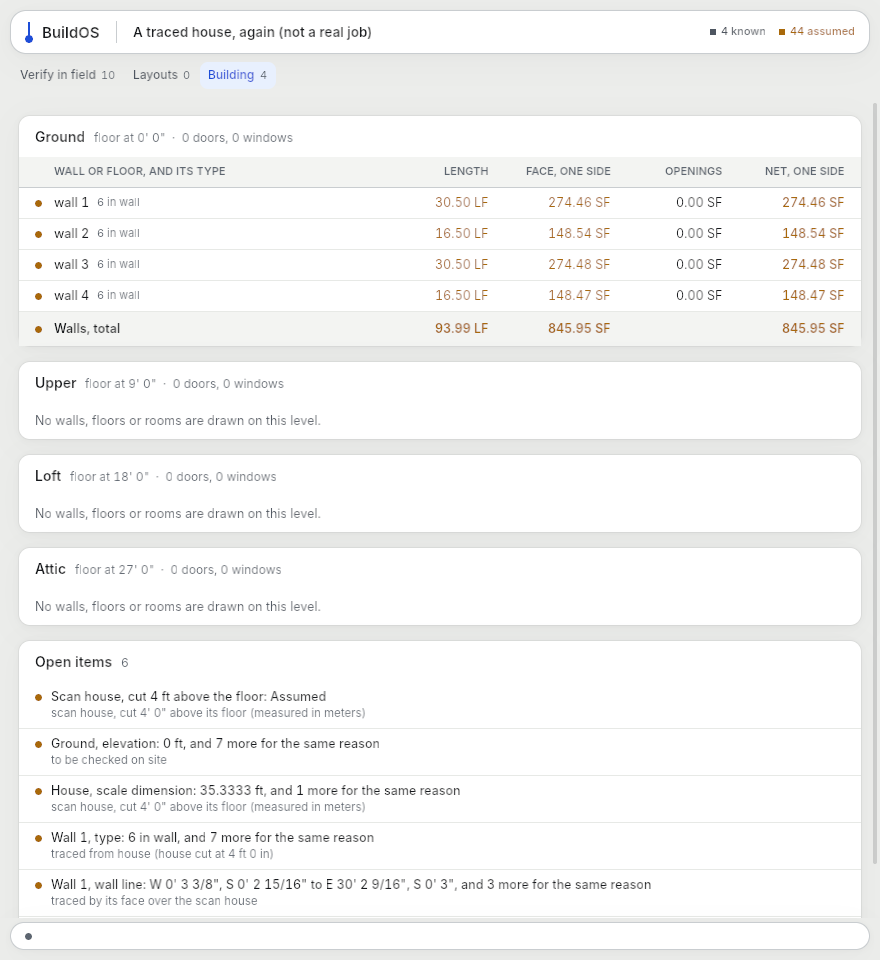 BuildOS A traced house, again (not a real job) 4 known 44 assumed
Verify in field 10 Layouts 0 Building 4
Ground floor at 0' 0" · 0 doors, 0 windows
WALL OR FLOOR, AND ITS TYPE LENGTH FACE, ONE SIDE OPENINGS NET, ONE SIDE
wall 1 6 in wall 30.50 LF 274.46 SF 0.00 SF 274.46 SF
wall 2 6 in wall 16.50 LF 148.54 SF 0.00 SF 148.54 SF
wall 3 6 in wall 30.50 LF 274.48 SF 0.00 SF 274.48 SF
wall 4 6 in wall 16.50 LF 148.47 SF 0.00 SF 148.47 SF
Walls, total 93.99 LF 845.95 SF 845.95 SF
Upper floor at 9' 0" · 0 doors, 0 windows
No walls, floors or rooms are drawn on this level.
Loft floor at 18' 0" · 0 doors, 0 windows
No walls, floors or rooms are drawn on this level.
Attic floor at 27' 0" · 0 doors, 0 windows
No walls, floors or rooms are drawn on this level.
Open items 6
Scan house, cut 4 ft above the floor: Assumed
scan house, cut 4' 0" above its floor (measured in meters)
Ground, elevation: 0 ft, and 7 more for the same reason
to be checked on site
House, scale dimension: 35.3333 ft, and 1 more for the same reason
scan house, cut 4' 0" above its floor (measured in meters)
Wall 1, type: 6 in wall, and 7 more for the same reason
traced from house (house cut at 4 ft 0 in)
Wall 1, wall line: W 0' 3 3/8", S 0' 2 15/16" to E 30' 2 9/16", S 0' 3", and 3 more for the same reason
traced by its face over the scan house